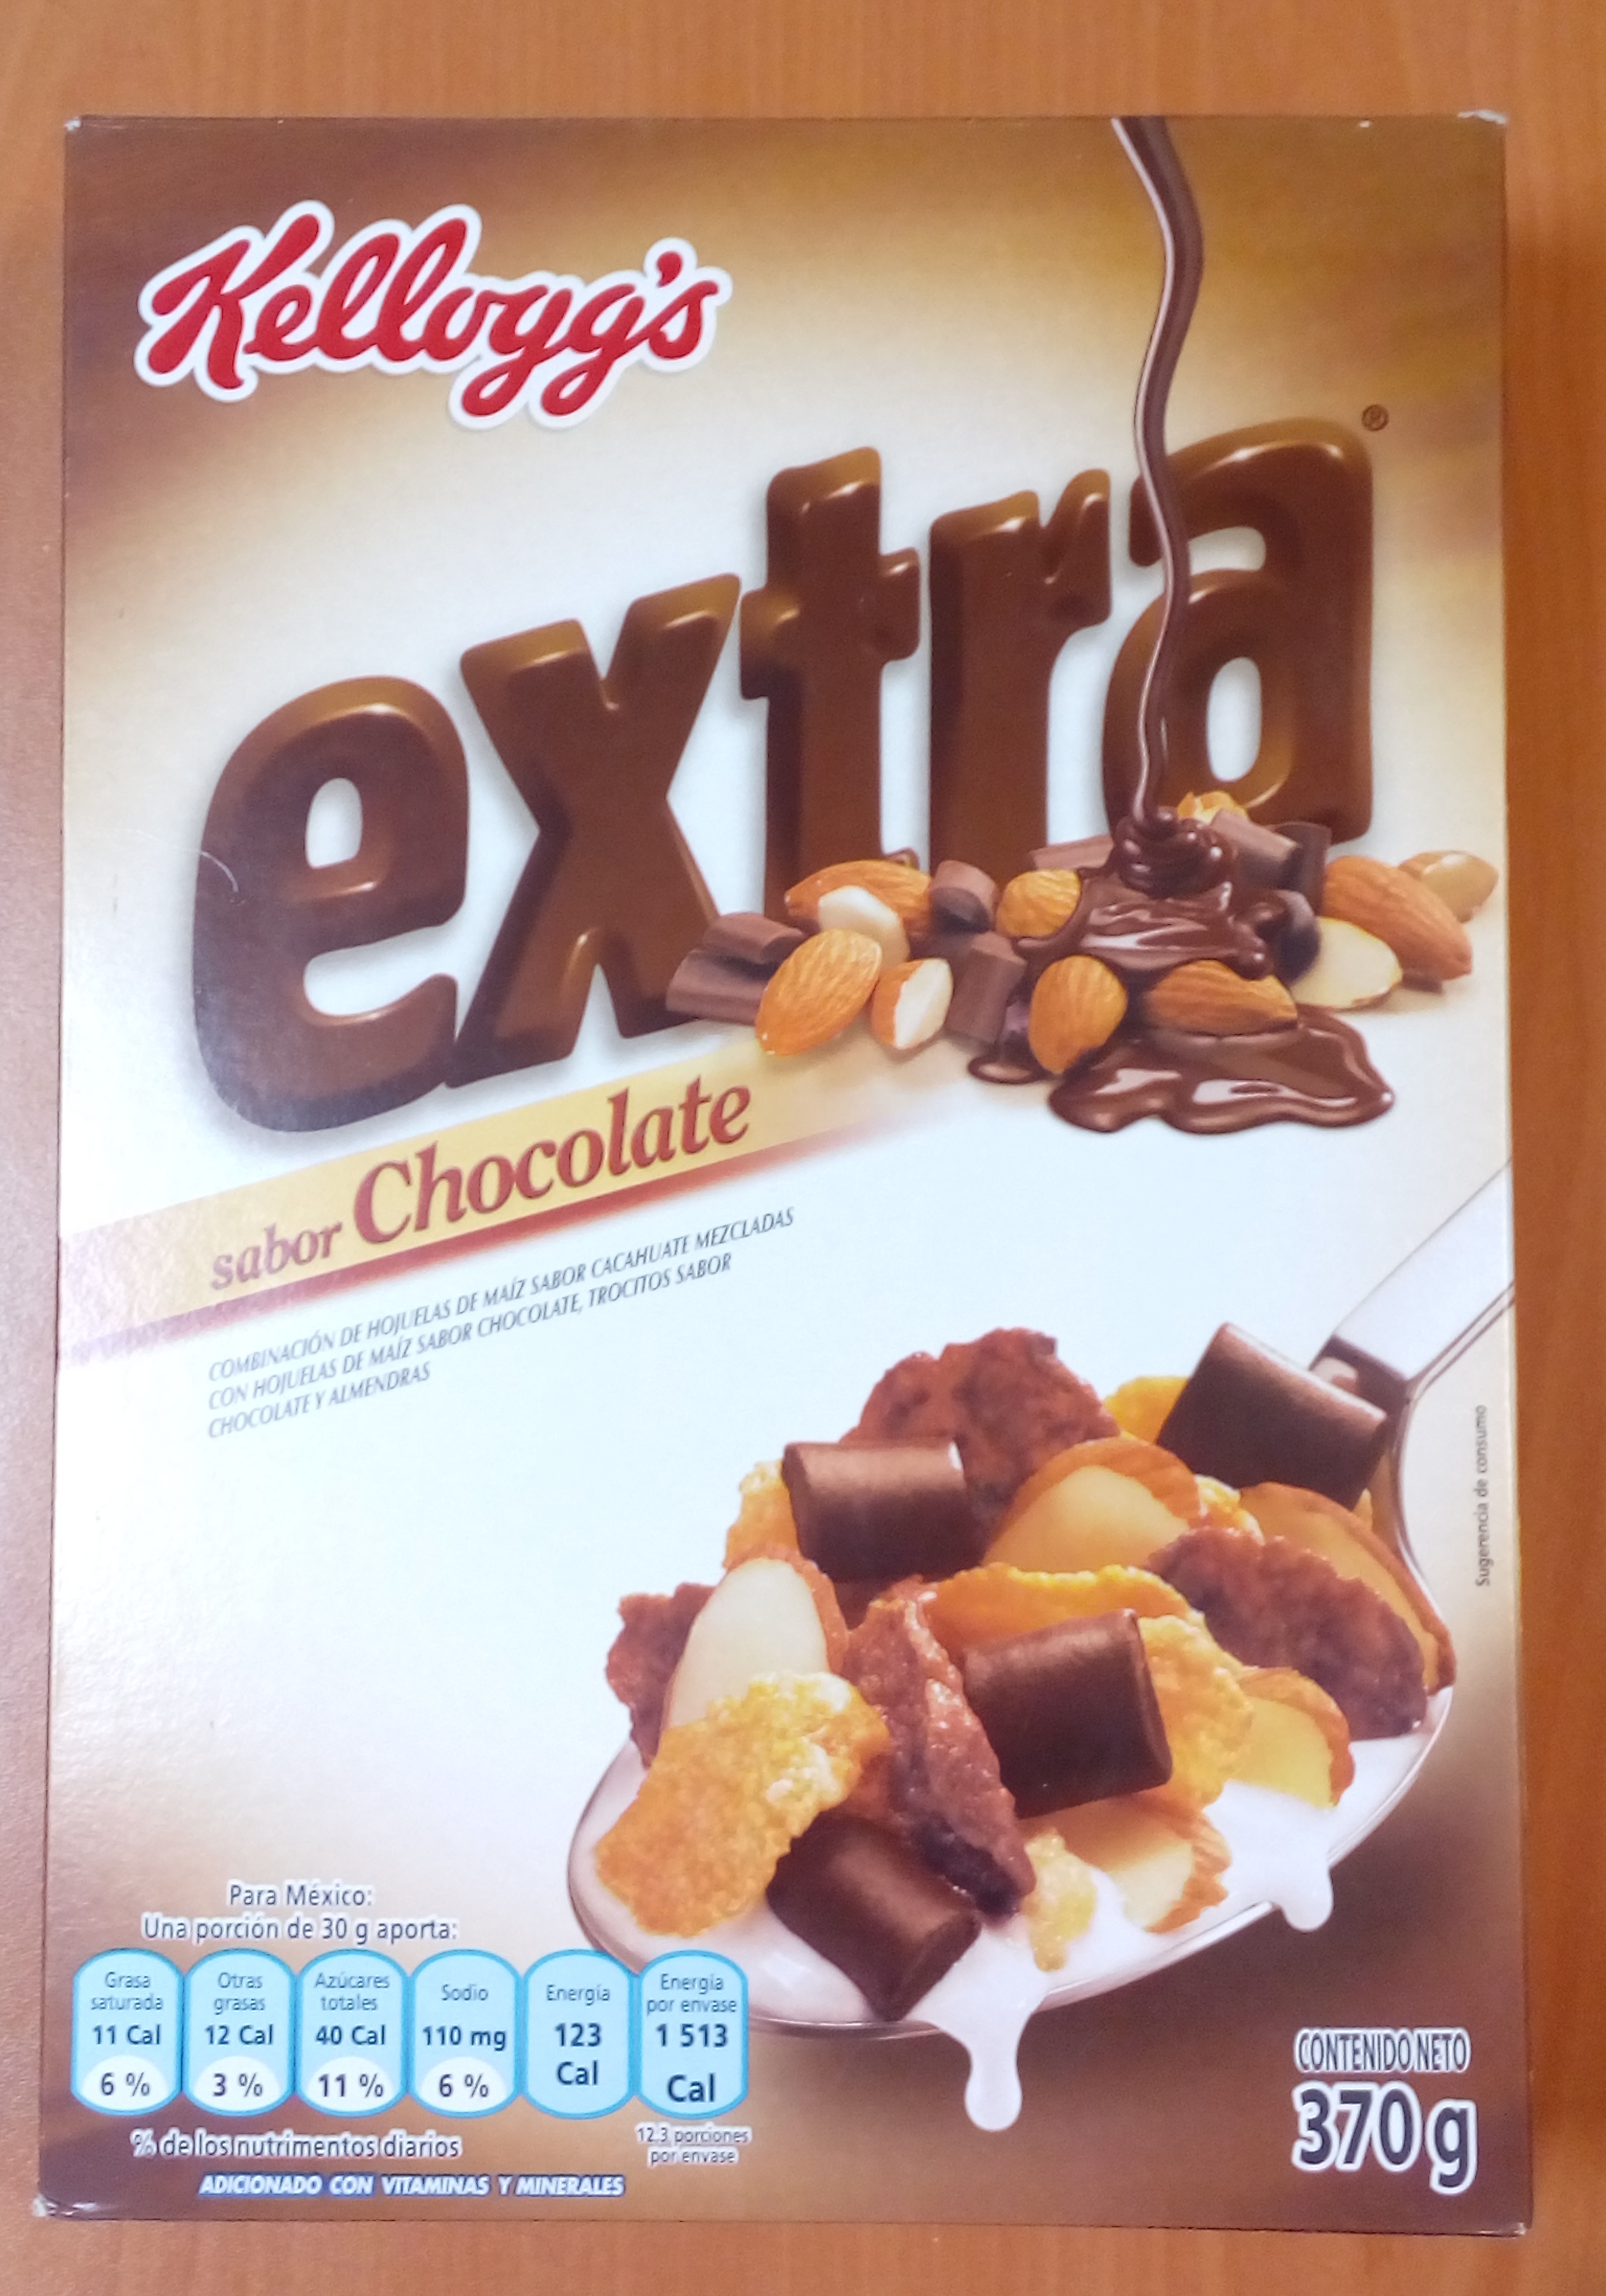 Kellogg's
extra®
sabor Chocolate
COMBINACIÓN DE HOJUELAS DE MAÍZ SABOR CACAHUATE MEZCLADAS
CON HOJUELAS DE MAÍZ SABOR CHOCOLATE, TROCITOS SABOR
CHOCOLATE Y ALMENDRAS
Sugerencia de consumo
Para México:
Una porción de 30 g aporta:
Grasa saturada 11 Cal 6 %
Otras grasas 12 Cal 3 %
Azúcares totales 40 Cal 11 %
Sodio 110 mg 6 %
Energía 123 Cal
Energía por envase 1 513 Cal
% de los nutrimentos diarios
12.3 porciones
por envase
ADICIONADO CON VITAMINAS Y MINERALES
CONTENIDO NETO
370 g